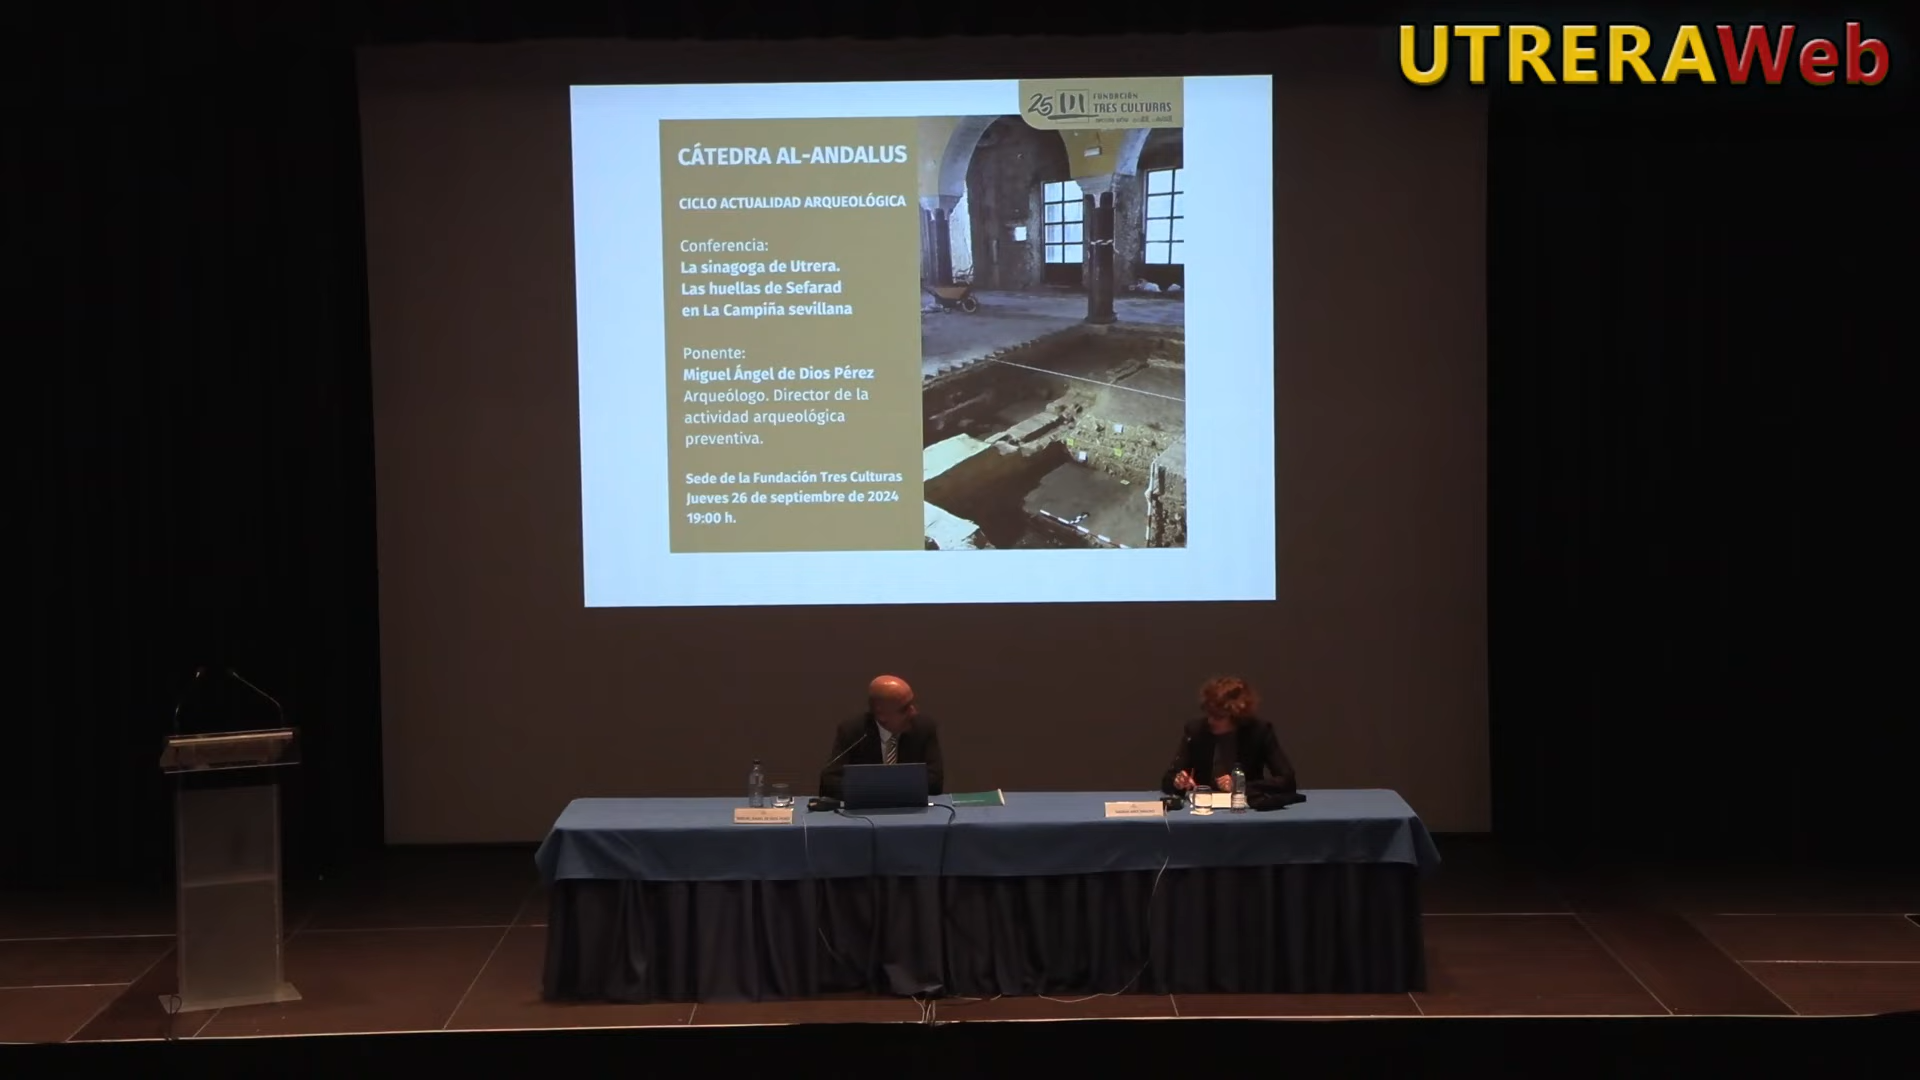 UTRERAWeb
25 FUNDACIÓN
TRES CULTURAS
CÁTEDRA AL-ANDALUS
CICLO ACTUALIDAD ARQUEOLÓGICA
Conferencia:
La sinagoga de Utrera.
Las huellas de Sefarad
en La Campiña sevillana
Ponente:
Miguel Ángel de Dios Pérez
Arqueólogo. Director de la
actividad arqueológica
preventiva.
Sede de la Fundación Tres Culturas
Jueves 26 de septiembre de 2024
19:00 h.